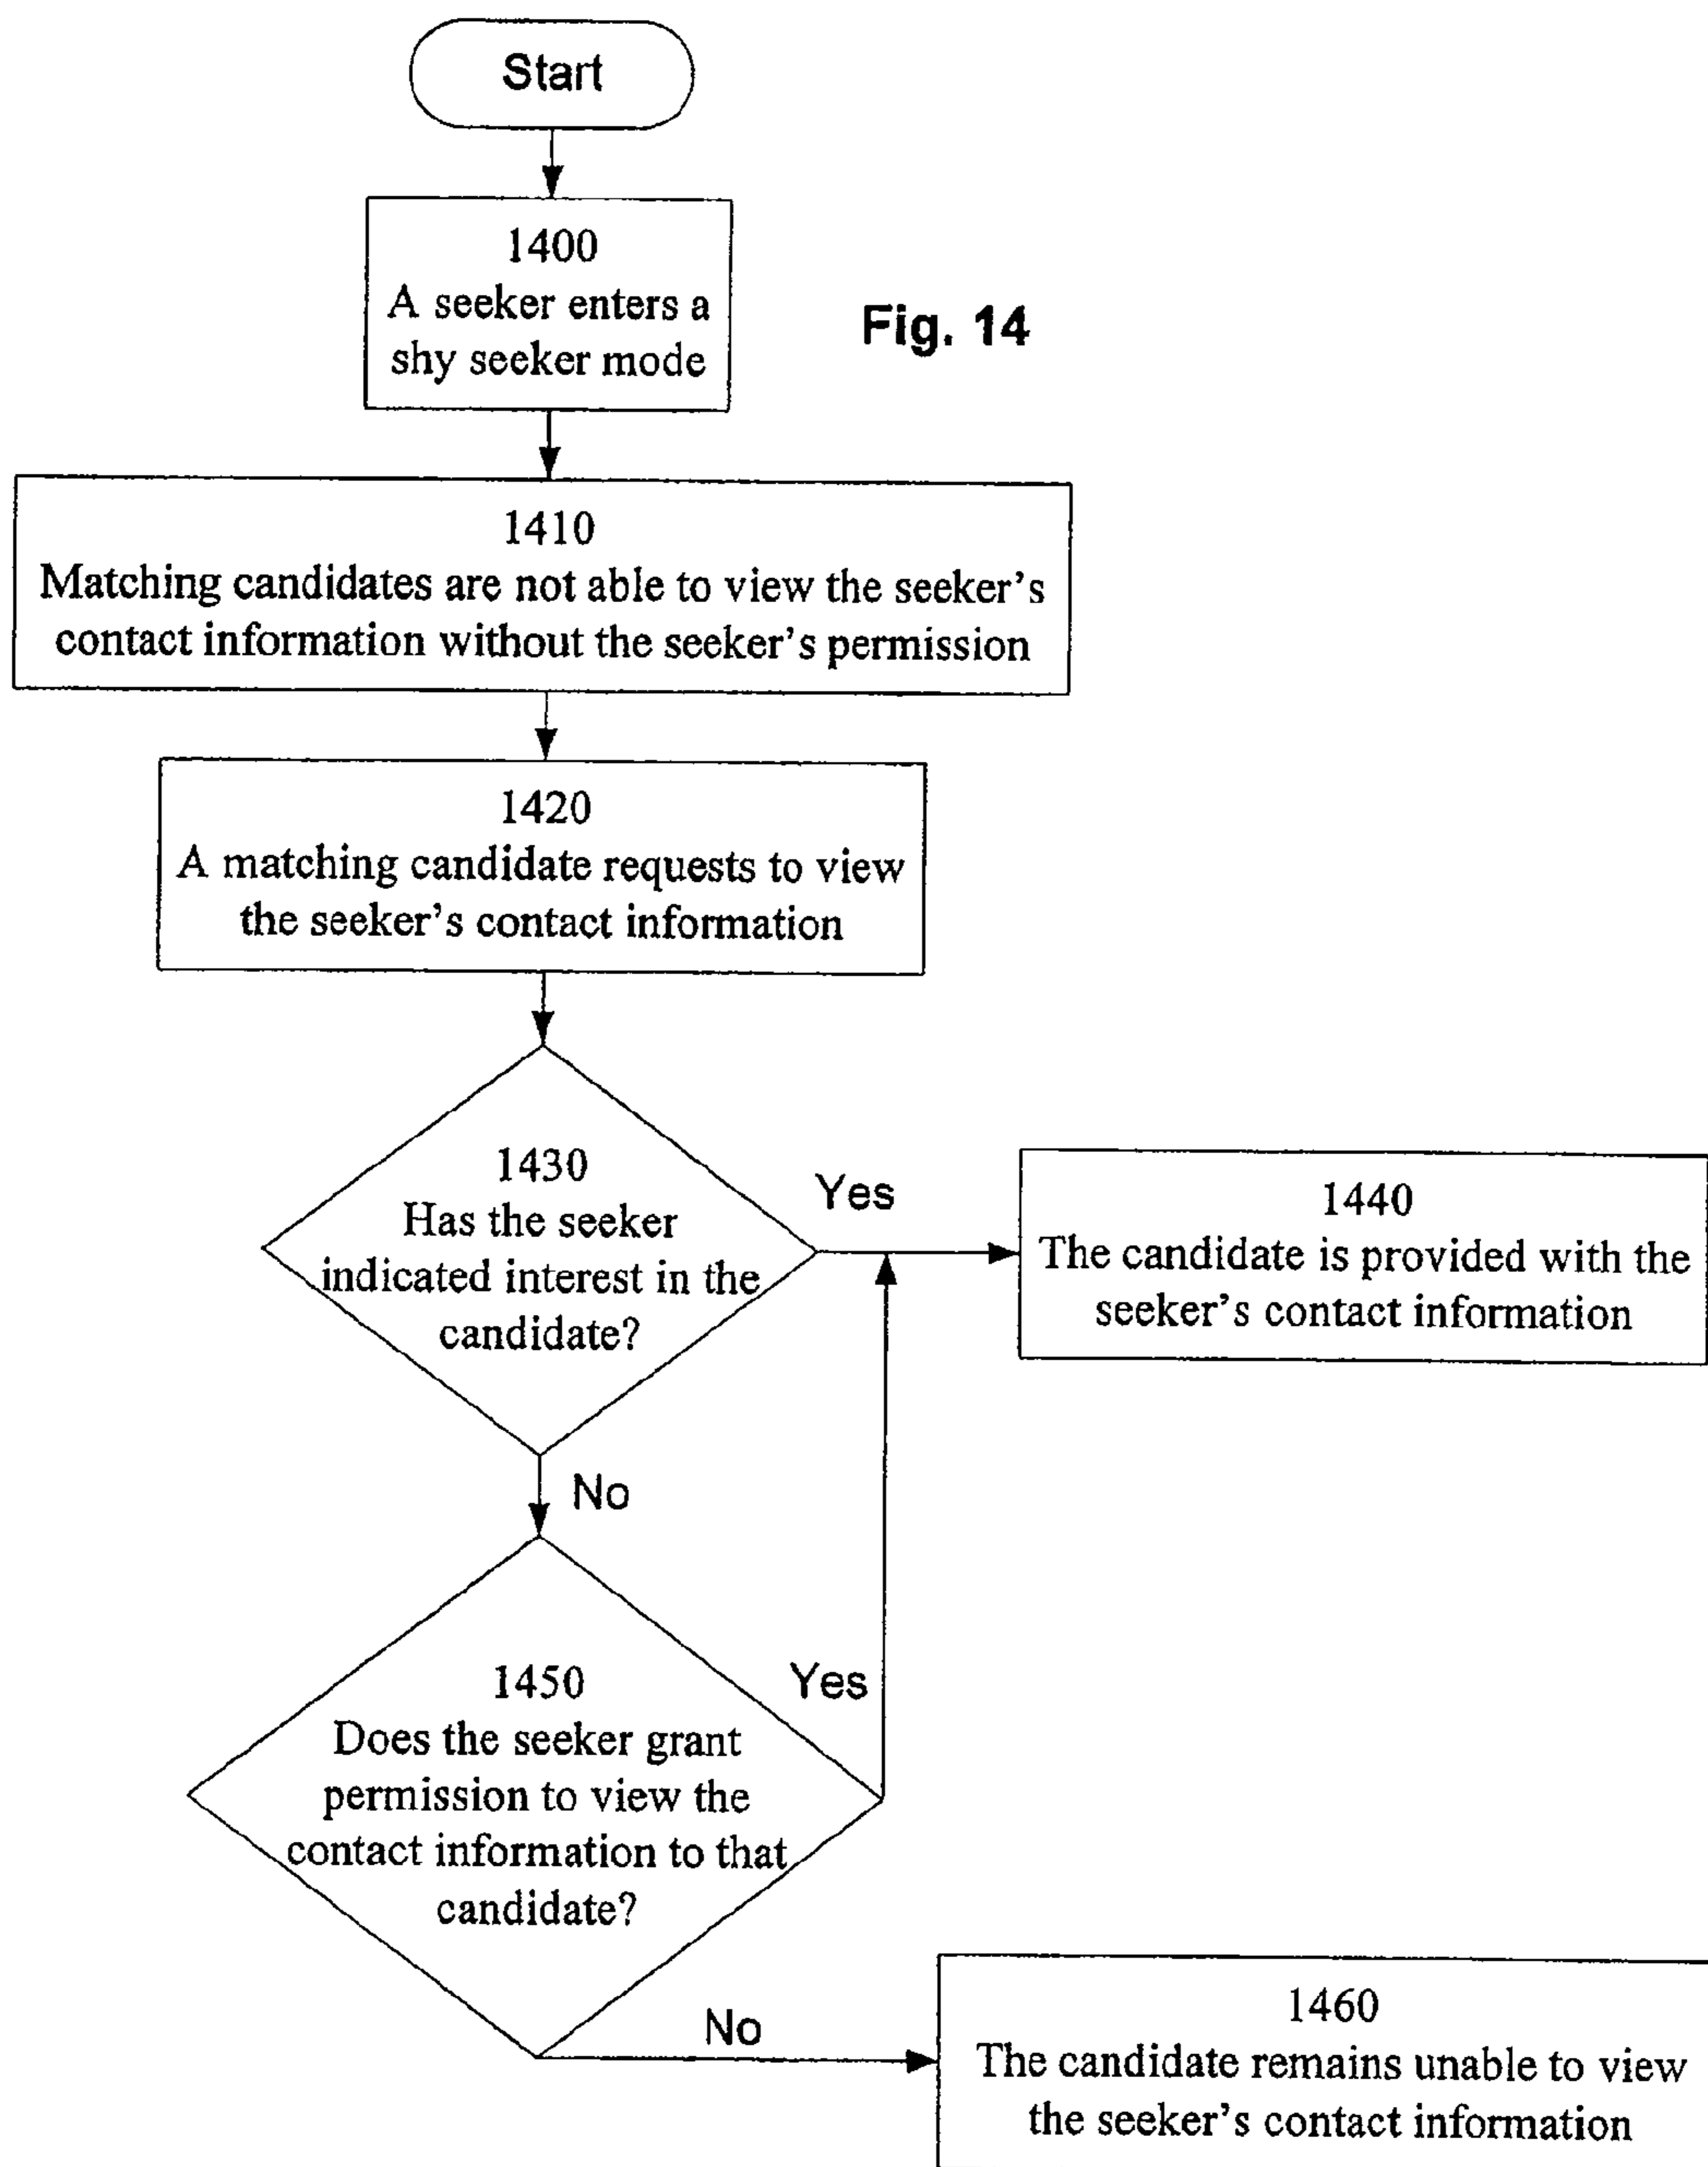 Start
1400
A seeker enters a
shy seeker mode
Fig. 14
1410
Matching candidates are not able to view the seeker's
contact information without the seeker's permission
1420
A matching candidate requests to view
the seeker's contact information
1430
Has the seeker
indicated interest in the
candidate?
Yes
1440
The candidate is provided with the
seeker's contact information
No
1450
Does the seeker grant
permission to view the
contact information to that
candidate?
Yes
No
1460
The candidate remains unable to view
the seeker's contact information